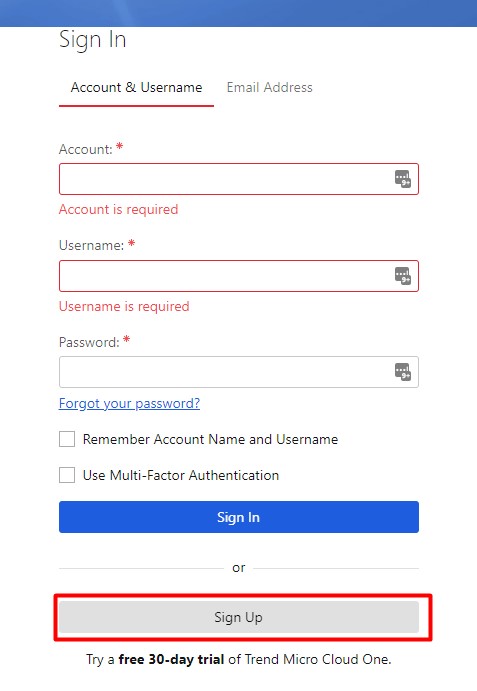 Sign In
Account & Username Email Address
Account: *
Account is required
Username: *
Username is required
Password: *
Forgot your password?
Remember Account Name and Username
Use Multi-Factor Authentication
Sign In
or
Sign Up
Try a free 30-day trial of Trend Micro Cloud One.